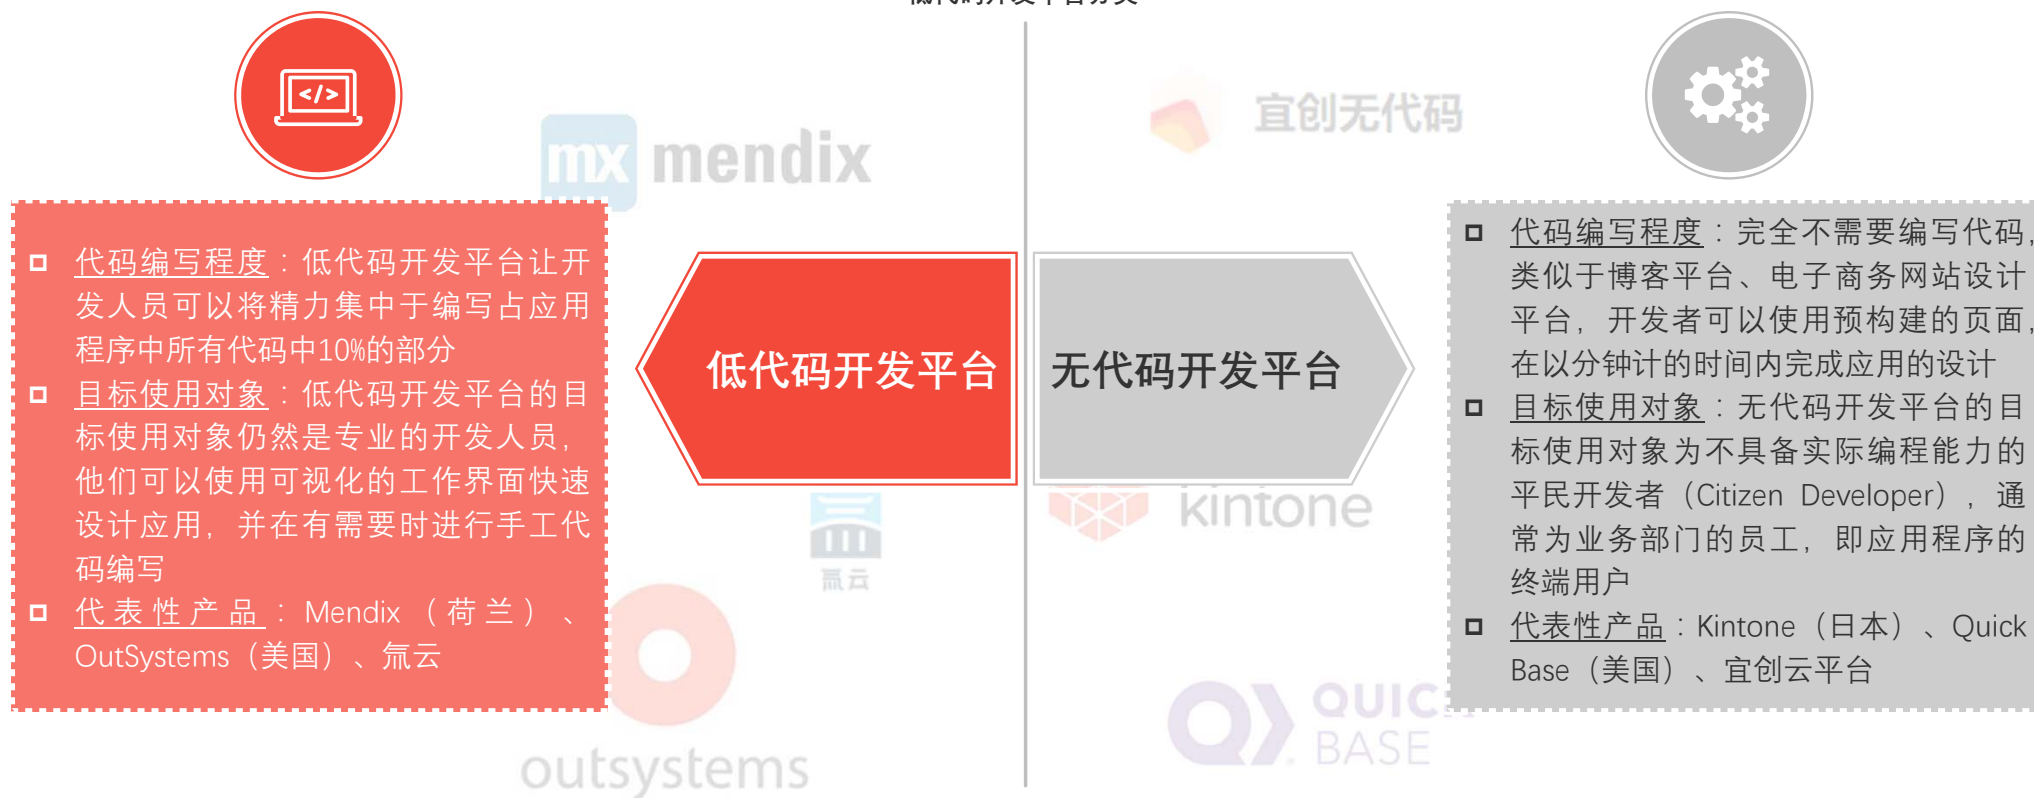 低代码开发平台分类
</>
mx mendix
宜创无代码
代码编写程度：低代码开发平台让开
发人员可以将精力集中于编写占应用
程序中所有代码中10%的部分
目标使用对象：低代码开发平台的目
标使用对象仍然是专业的开发人员，
他们可以使用可视化的工作界面快速
设计应用，并在有需要时进行手工代
码编写
代表性产品：Mendix（荷兰）、
OutSystems（美国）、氚云
低代码开发平台
无代码开发平台
代码编写程度：完全不需要编写代码，
类似于博客平台、电子商务网站设计
平台，开发者可以使用预构建的页面，
在以分钟计的时间内完成应用的设计
目标使用对象：无代码开发平台的目
标使用对象为不具备实际编程能力的
平民开发者（Citizen Developer），通
常为业务部门的员工，即应用程序的
终端用户
代表性产品：Kintone（日本）、Quick
Base（美国）、宜创云平台
kintone
氚云
outsystems
QUICK
BASE